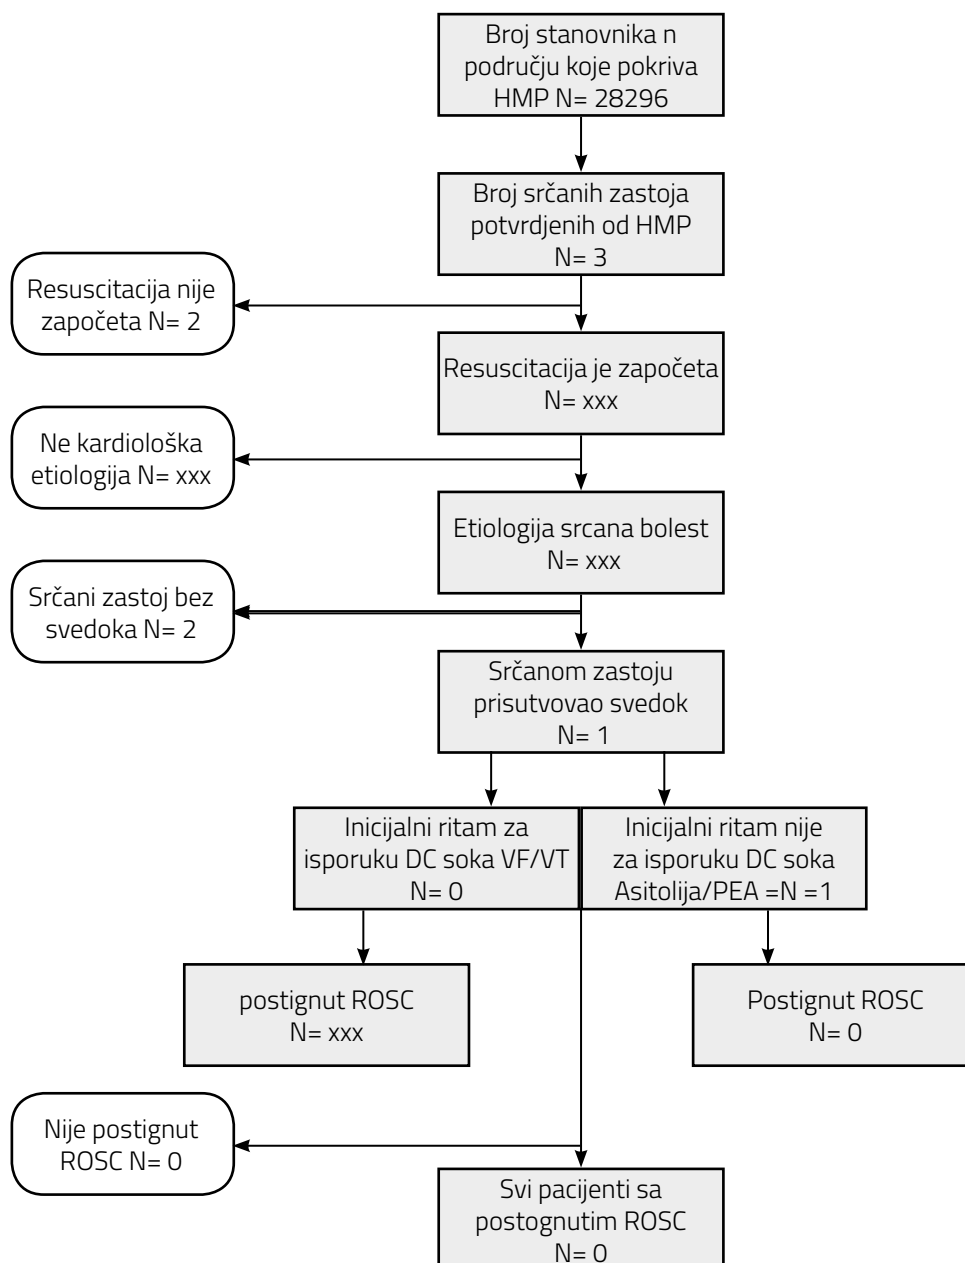 Broj stanovnika n
području koje pokriva
HMP N= 28296
Broj srčanih zastoja
potvrdjenih od HMP
N= 3
Resuscitacija nije
započeta N= 2
Resuscitacija je započeta
N= xxx
Ne kardiološka
etiologija N= xxx
Etiologija srcana bolest
N= xxx
Srčani zastoj bez
svedoka N= 2
Srčanom zastoju
prisutvovao svedok
N= 1
Inicijalni ritam za
isporuku DC soka VF/VT
N= 0
Inicijalni ritam nije
za isporuku DC soka
Asitolija/PEA =N =1
postignut ROSC
N= xxx
Postignut ROSC
N= 0
Nije postignut
ROSC N= 0
Svi pacijenti sa
postognutim ROSC
N= 0